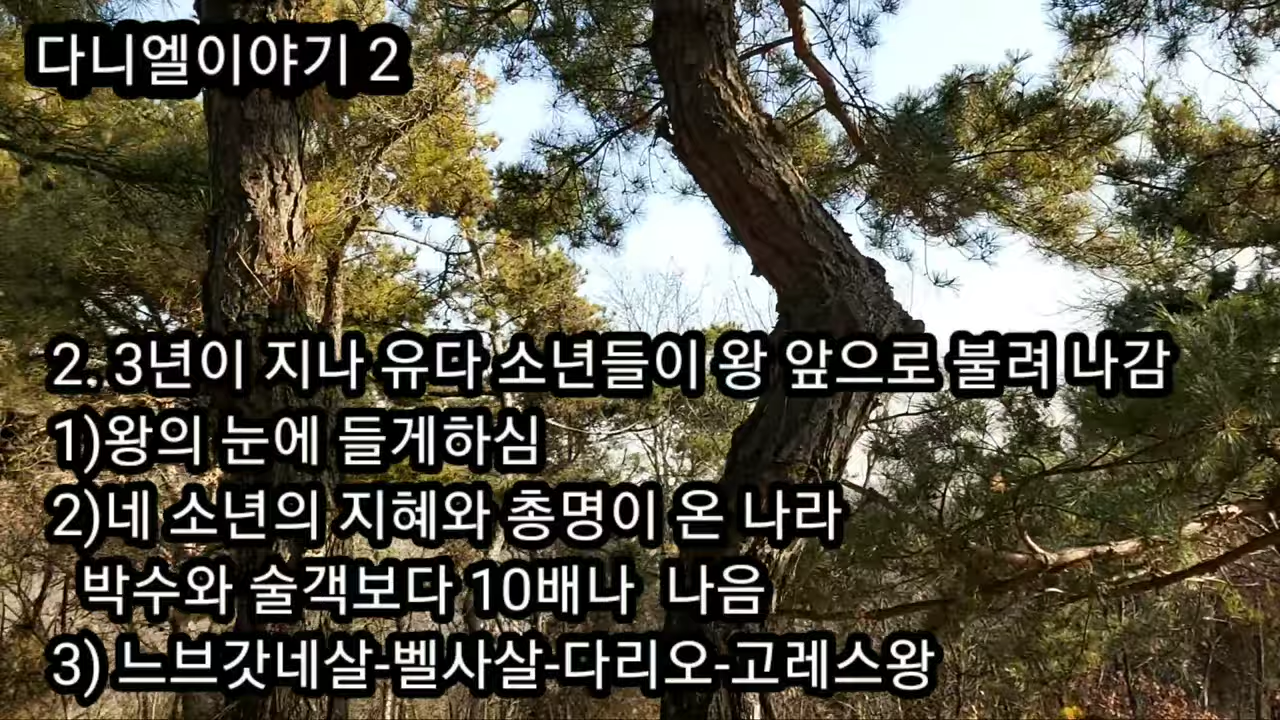 다니엘이야기 2
2. 3년이 지나 유다 소년들이 왕 앞으로 불려 나감
1)왕의 눈에 들게하심
2)네 소년의 지혜와 총명이 온 나라
박수와 술객보다 10배나 나음
3) 느브갓네살-벨사살-다리오-고레스왕